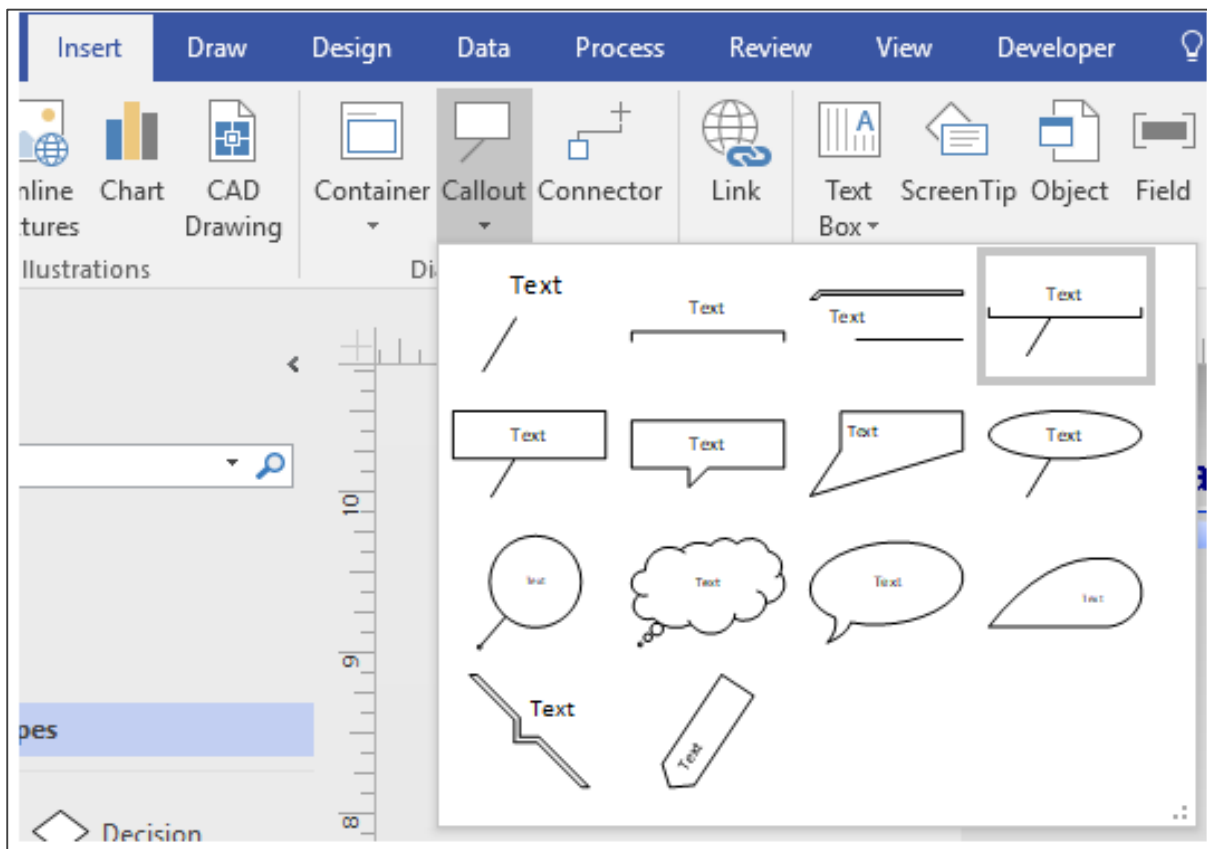 Insert Draw Design Data Process Review View Developer
nline Chart CAD Container Callout Connector Link Text ScreenTip Object Field
tures Drawing Box
llustrations Di
Text Text Text Text
Text Text Text Text
Text Text Text Text
Text Text
10
9
8
pes
Decision
a